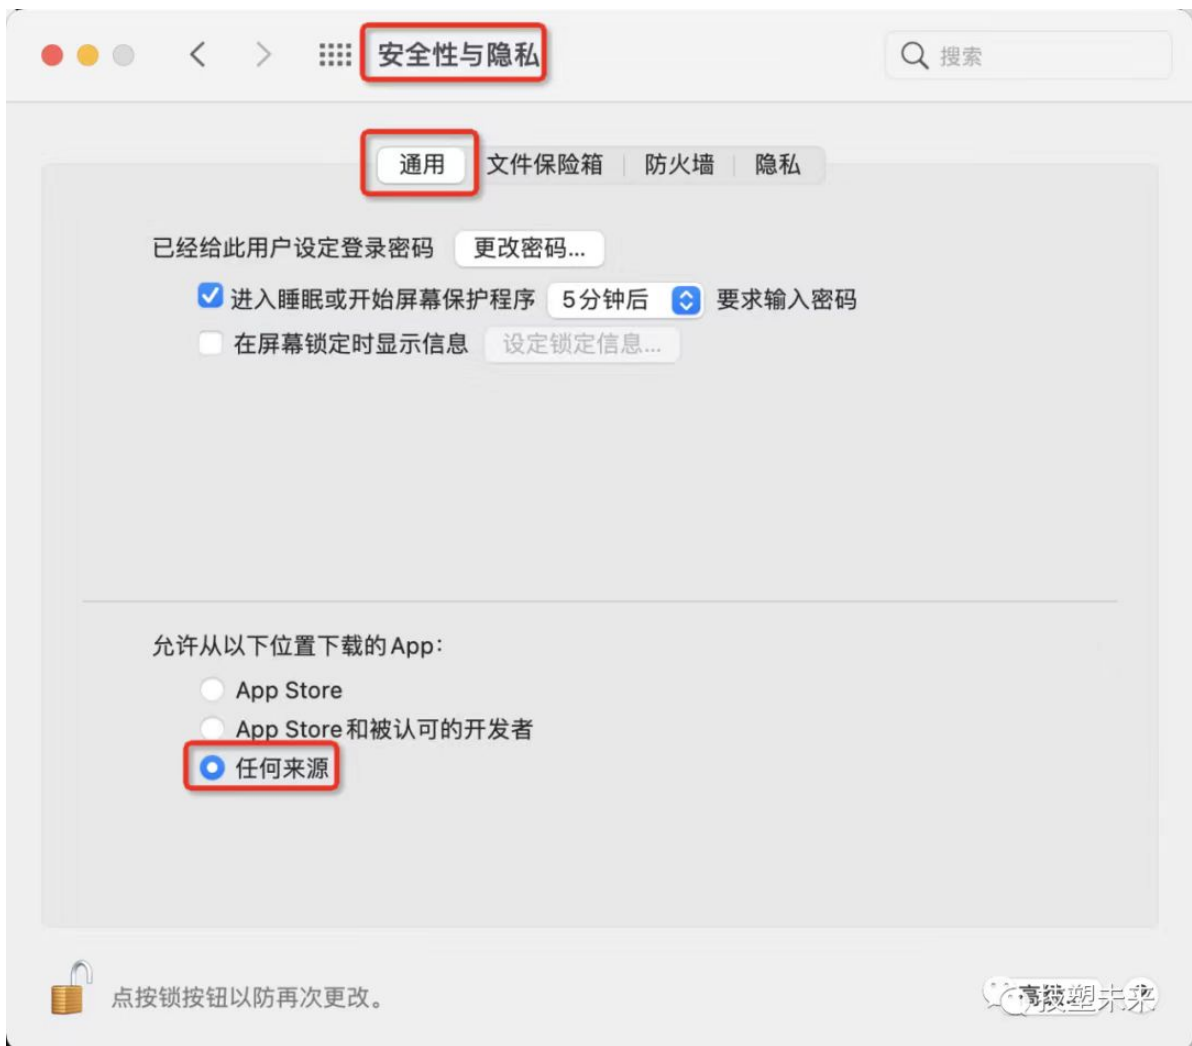 安全性与隐私
搜索
通用 文件保险箱 防火墙 隐私
已经给此用户设定登录密码 更改密码...
进入睡眠或开始屏幕保护程序 5分钟后 要求输入密码
在屏幕锁定时显示信息 设定锁定信息...
允许从以下位置下载的App：
App Store
App Store和被认可的开发者
任何来源
点按锁按钮以防再次更改。
塑未来